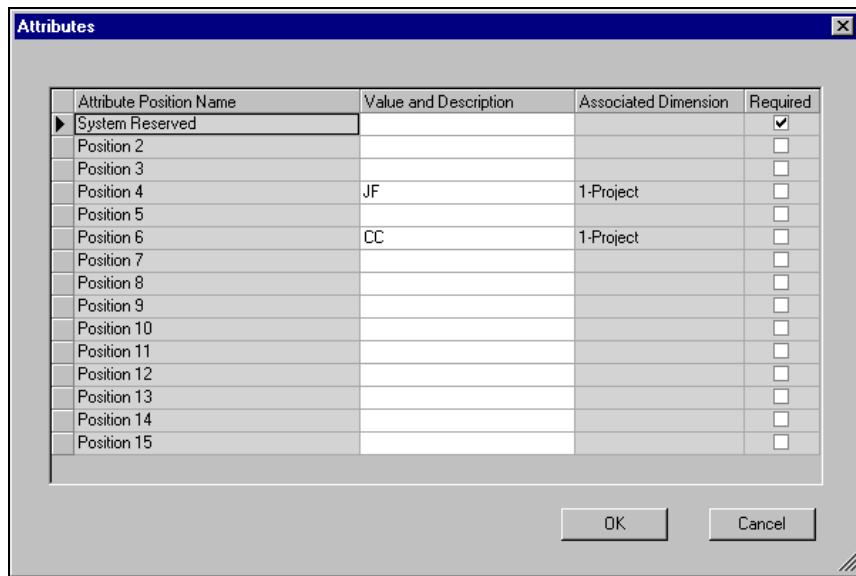 Attributes
Attribute Position Name Value and Description Associated Dimension Required
System Reserved
Position 2
Position 3
Position 4 JF 1-Project
Position 5
Position 6 CC 1-Project
Position 7
Position 8
Position 9
Position 10
Position 11
Position 12
Position 13
Position 14
Position 15
OK Cancel